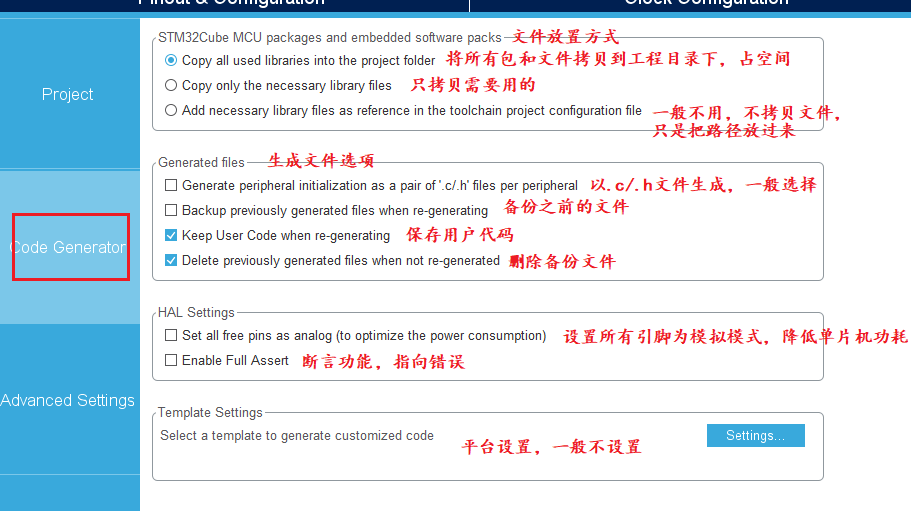 Pinout & Configuration
Clock Configuration
Project
Code Generator
Advanced Settings
STM32Cube MCU packages and embedded software packs 文件放置方式
Copy all used libraries into the project folder 将所有包和文件拷贝到工程目录下，占空间
Copy only the necessary library files 只拷贝需要用的
Add necessary library files as reference in the toolchain project configuration file 一般不用，不拷贝文件，
只是把路径放过来
Generated files 生成文件选项
Generate peripheral initialization as a pair of '.c/.h' files per peripheral 以.c/.h文件生成，一般选择
Backup previously generated files when re-generating 备份之前的文件
Keep User Code when re-generating 保存用户代码
Delete previously generated files when not re-generated 删除备份文件
HAL Settings
Set all free pins as analog (to optimize the power consumption) 设置所有引脚为模拟模式，降低单片机功耗
Enable Full Assert 断言功能，指向错误
Template Settings
Select a template to generate customized code Settings...
平台设置，一般不设置